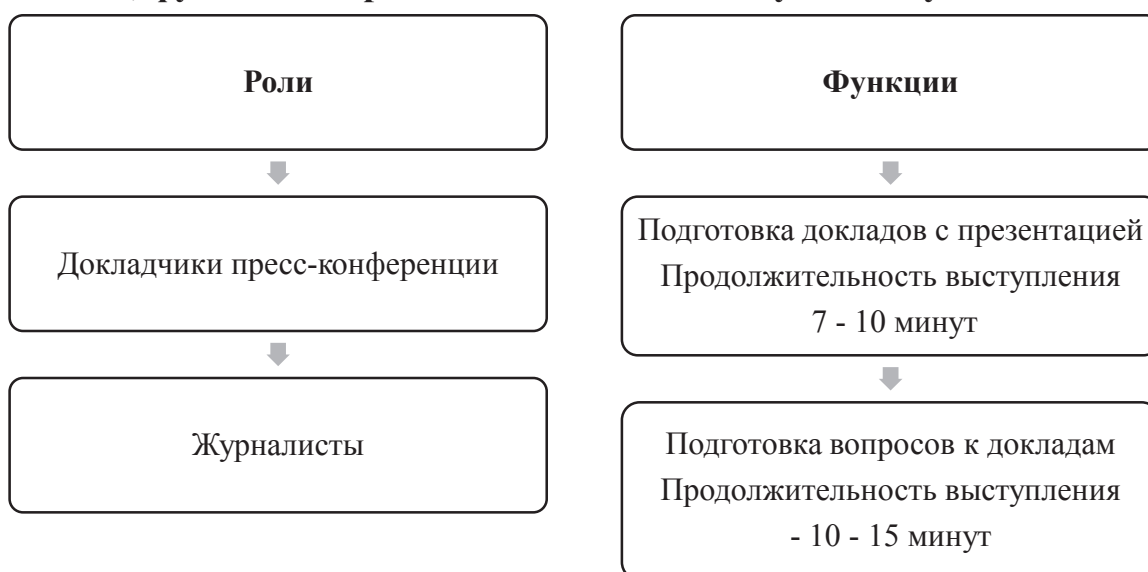 Роли
Докладчики пресс-конференции
Журналисты
Функции
Подготовка докладов с презентацией
Продолжительность выступления
7 - 10 минут
Подготовка вопросов к докладам
Продолжительность выступления
- 10 - 15 минут